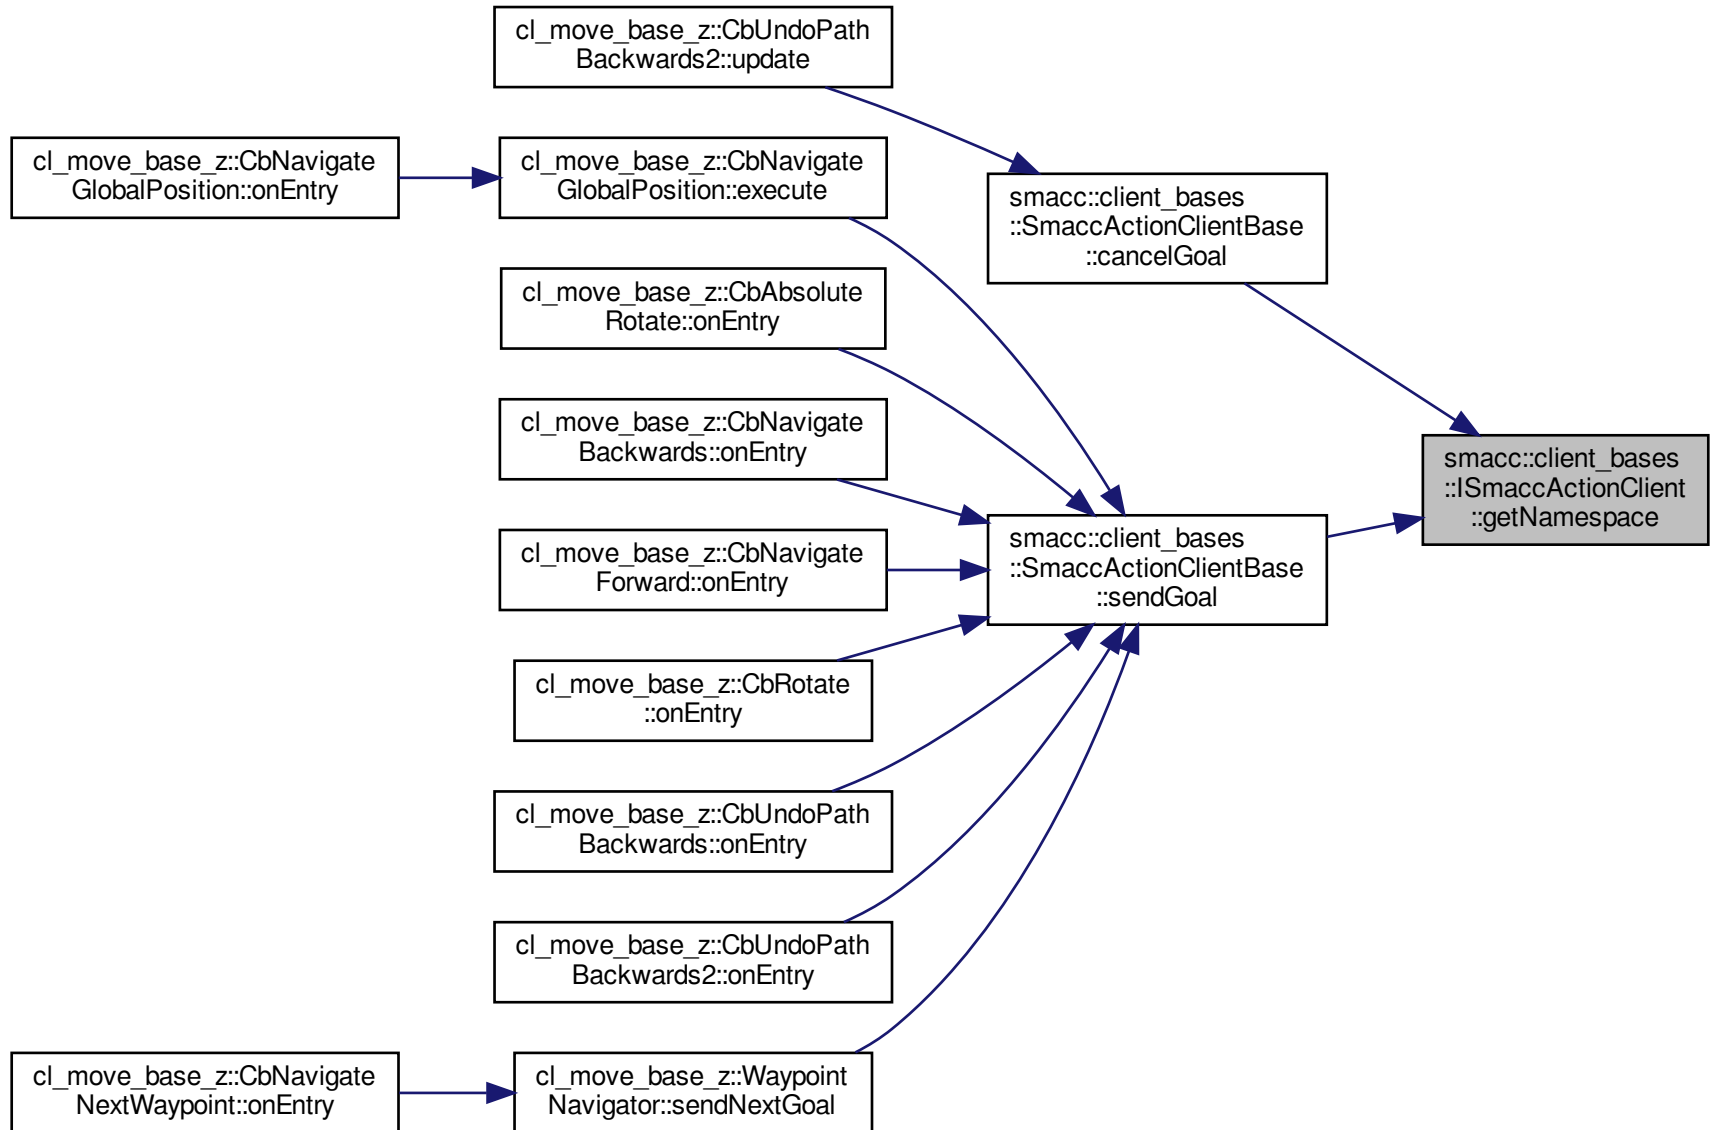 cl_move_base_z::CbUndoPath
Backwards2::update
cl_move_base_z::CbNavigate
GlobalPosition::onEntry
cl_move_base_z::CbNavigate
GlobalPosition::execute
smacc::client_bases
::SmaccActionClientBase
::cancelGoal
cl_move_base_z::CbAbsolute
Rotate::onEntry
cl_move_base_z::CbNavigate
Backwards::onEntry
smacc::client_bases
::ISmaccActionClient
::getNamespace
cl_move_base_z::CbNavigate
Forward::onEntry
smacc::client_bases
::SmaccActionClientBase
::sendGoal
cl_move_base_z::CbRotate
::onEntry
cl_move_base_z::CbUndoPath
Backwards::onEntry
cl_move_base_z::CbUndoPath
Backwards2::onEntry
cl_move_base_z::CbNavigate
NextWaypoint::onEntry
cl_move_base_z::Waypoint
Navigator::sendNextGoal